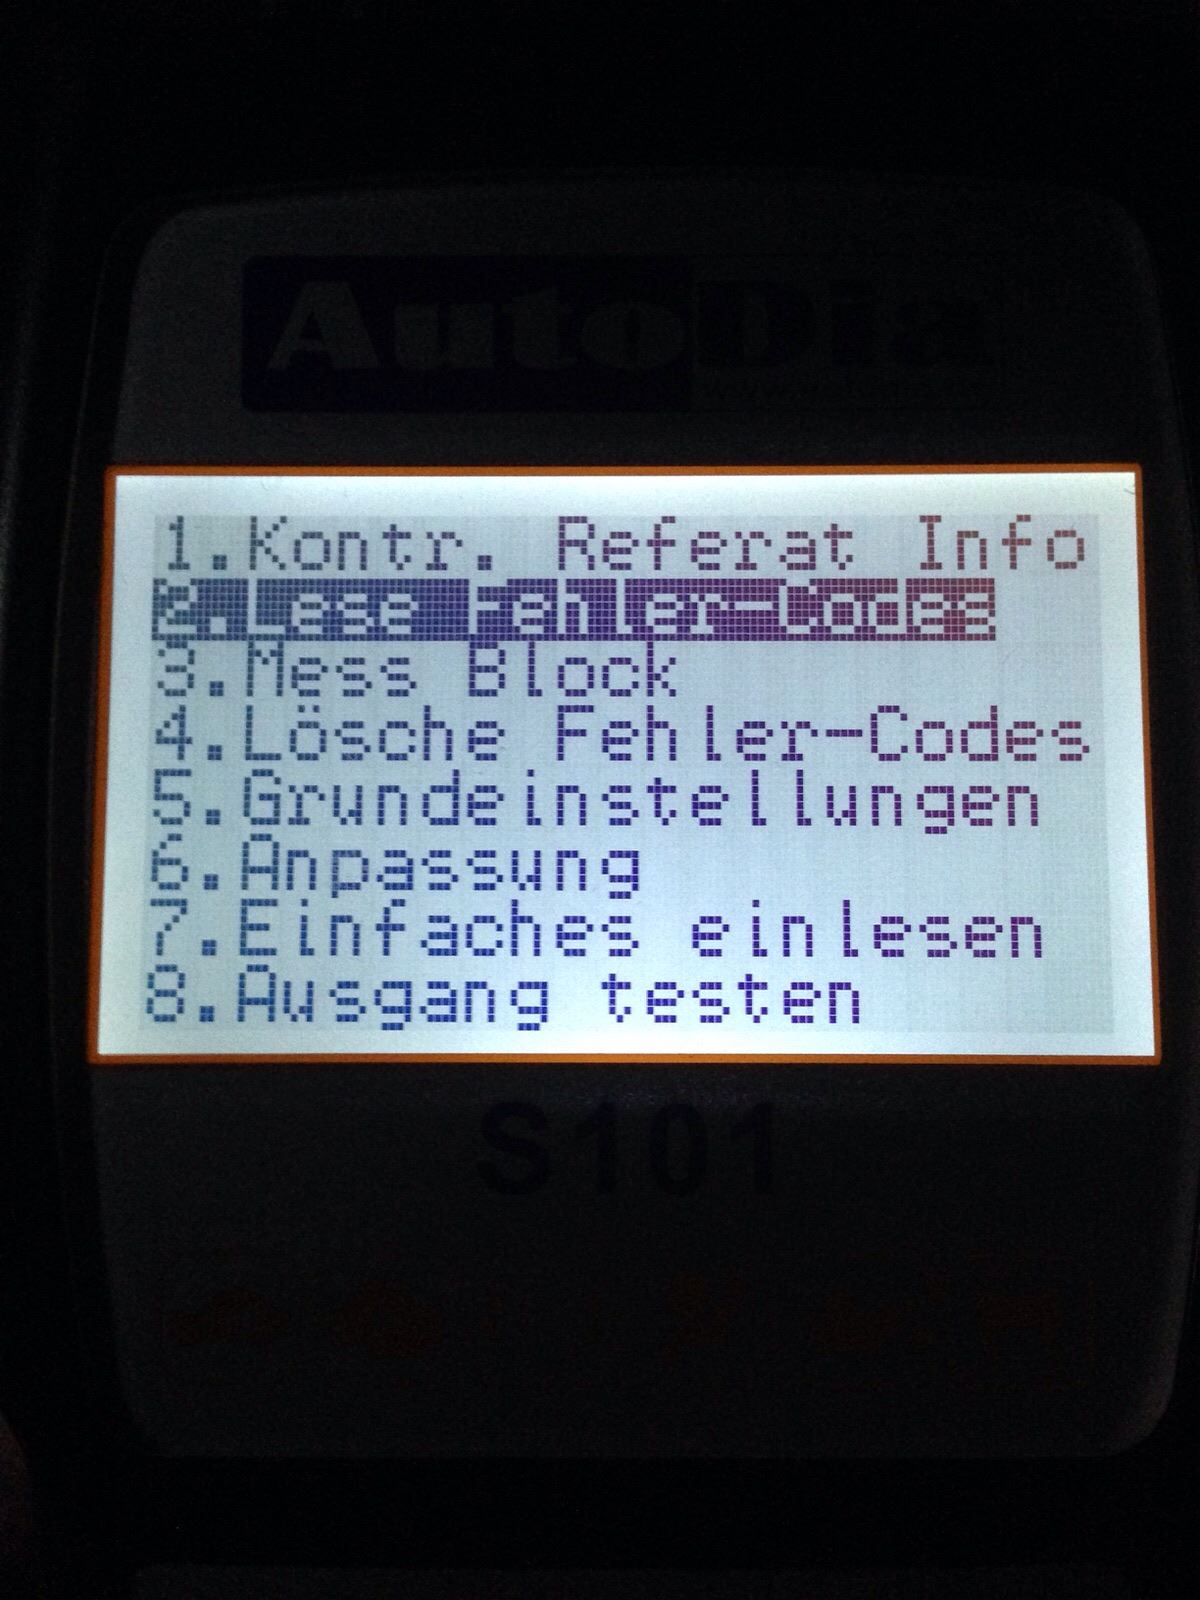 Auto
1.Kontr. Referat Info
2.Lese Fehler-Codes
3.Mess Block
4.Lösche Fehler-Codes
5.Grundeinstellungen
6.Anpassung
7.Einfaches einlesen
8.Ausgang testen
S101